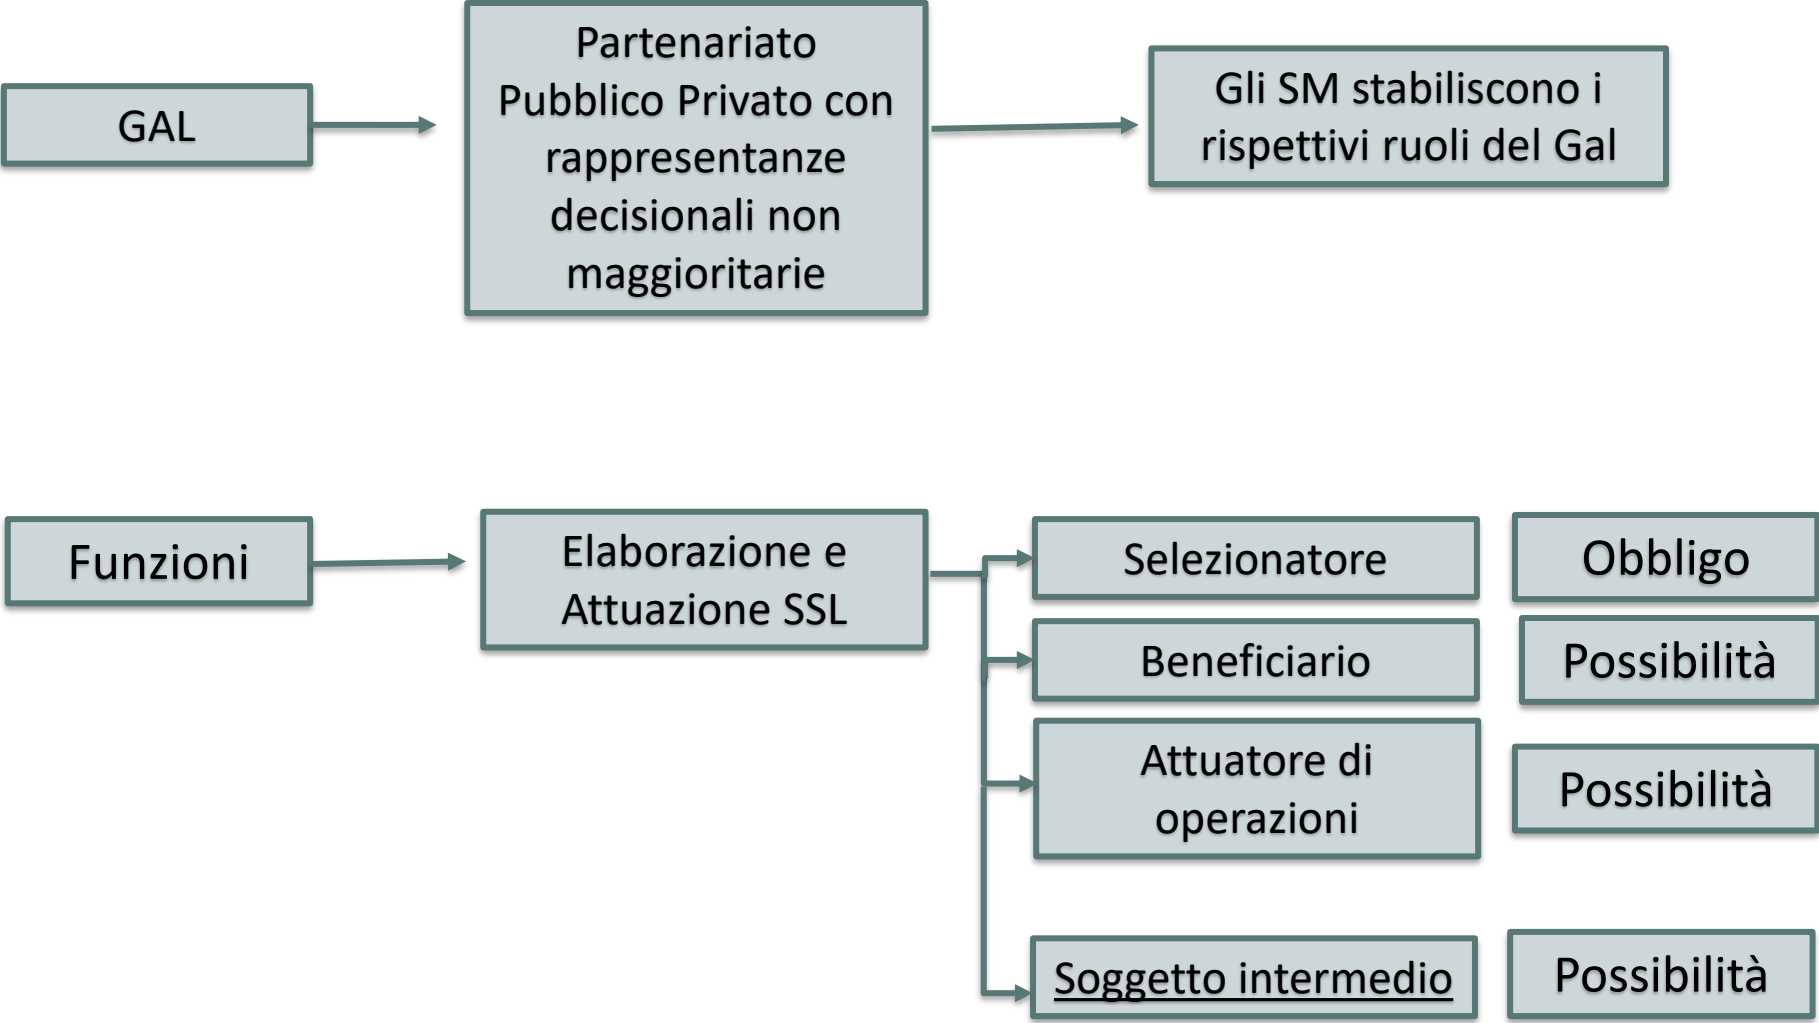 GAL
Partenariato
Pubblico Privato con
rappresentanze
decisionali non
maggioritarie
Gli SM stabiliscono i
rispettivi ruoli del Gal
Funzioni
Elaborazione e
Attuazione SSL
Selezionatore
Obbligo
Beneficiario
Possibilità
Attuatore di
operazioni
Possibilità
Soggetto intermedio
Possibilità